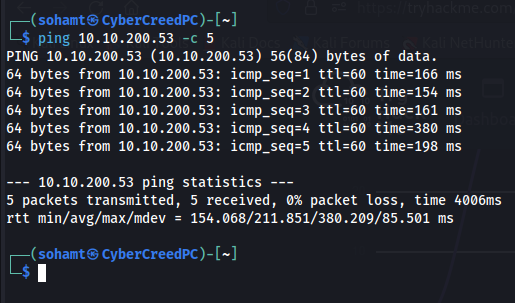 https://tryhackme.com
┌──(sohamt㉿CyberCreedPC)-[~]
└─$ ping 10.10.200.53 -c 5
PING 10.10.200.53 (10.10.200.53) 56(84) bytes of data.
64 bytes from 10.10.200.53: icmp_seq=1 ttl=60 time=166 ms
64 bytes from 10.10.200.53: icmp_seq=2 ttl=60 time=154 ms
64 bytes from 10.10.200.53: icmp_seq=3 ttl=60 time=161 ms
64 bytes from 10.10.200.53: icmp_seq=4 ttl=60 time=380 ms
64 bytes from 10.10.200.53: icmp_seq=5 ttl=60 time=198 ms
--- 10.10.200.53 ping statistics ---
5 packets transmitted, 5 received, 0% packet loss, time 4006ms
rtt min/avg/max/mdev = 154.068/211.851/380.209/85.501 ms
┌──(sohamt㉿CyberCreedPC)-[~]
└─$